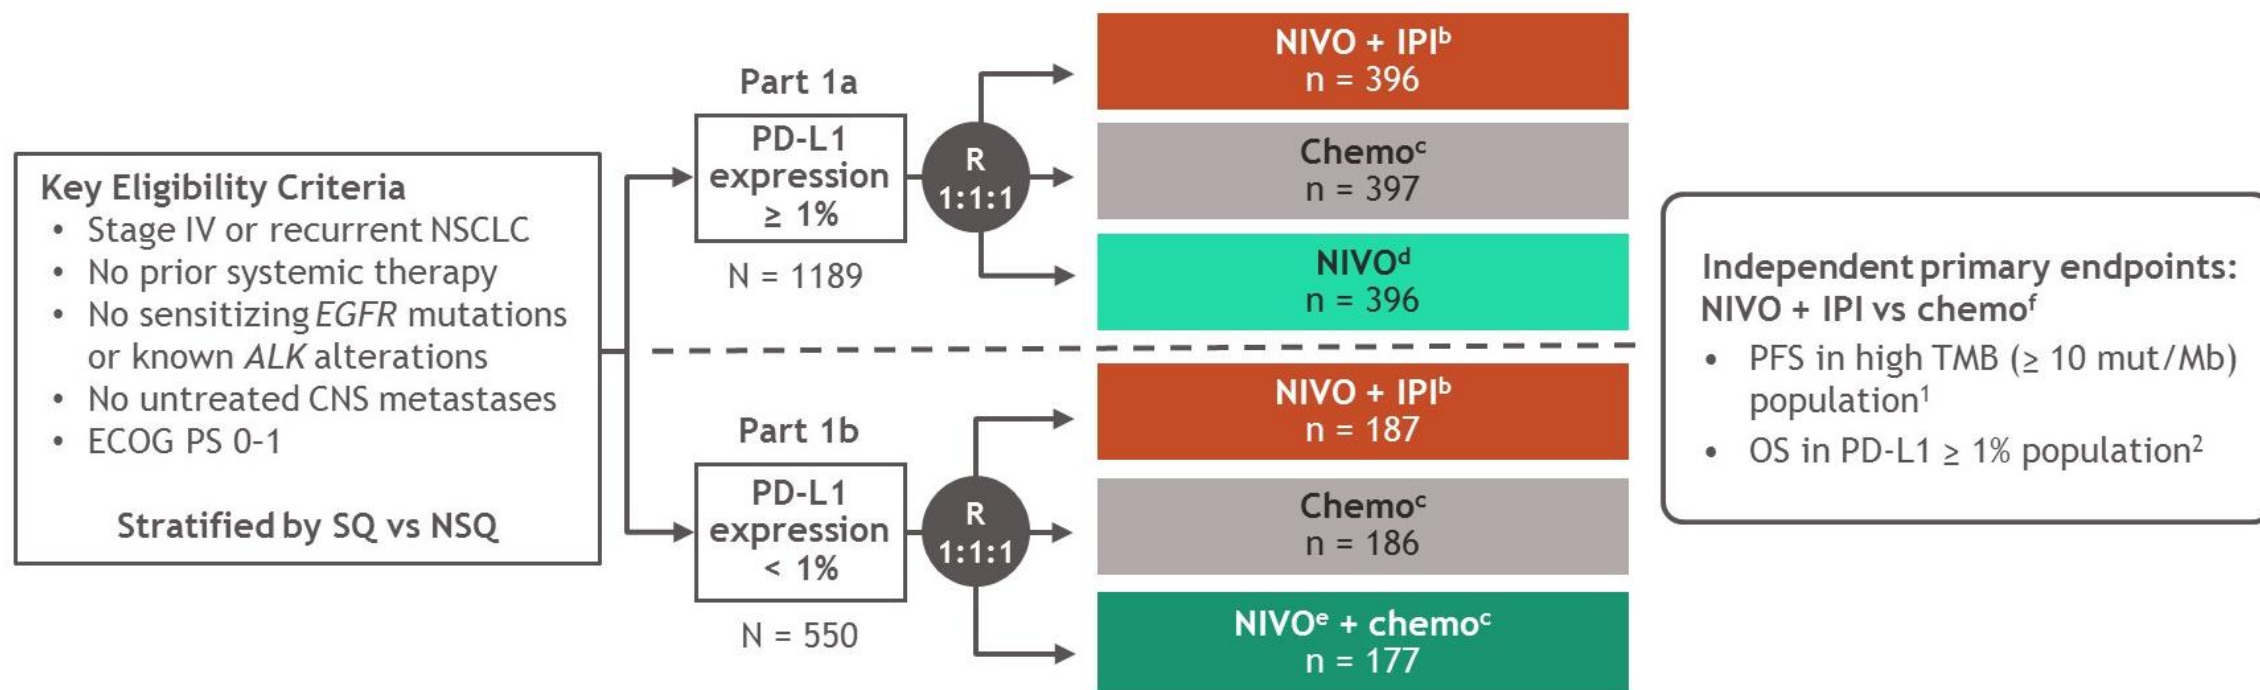 Key Eligibility Criteria
• Stage IV or recurrent NSCLC
• No prior systemic therapy
• No sensitizing EGFR mutations
or known ALK alterations
• No untreated CNS metastases
• ECOG PS 0–1
Stratified by SQ vs NSQ
Part 1a
PD-L1
expression
≥ 1%
N = 1189
R
1:1:1
NIVO + IPIᵇ
n = 396
Chemoᶜ
n = 397
NIVOᵈ
n = 396
Part 1b
PD-L1
expression
< 1%
N = 550
R
1:1:1
NIVO + IPIᵇ
n = 187
Chemoᶜ
n = 186
NIVOᵉ + chemoᶜ
n = 177
Independent primary endpoints:
NIVO + IPI vs chemoᶠ
• PFS in high TMB (≥ 10 mut/Mb)
population¹
• OS in PD-L1 ≥ 1% population²